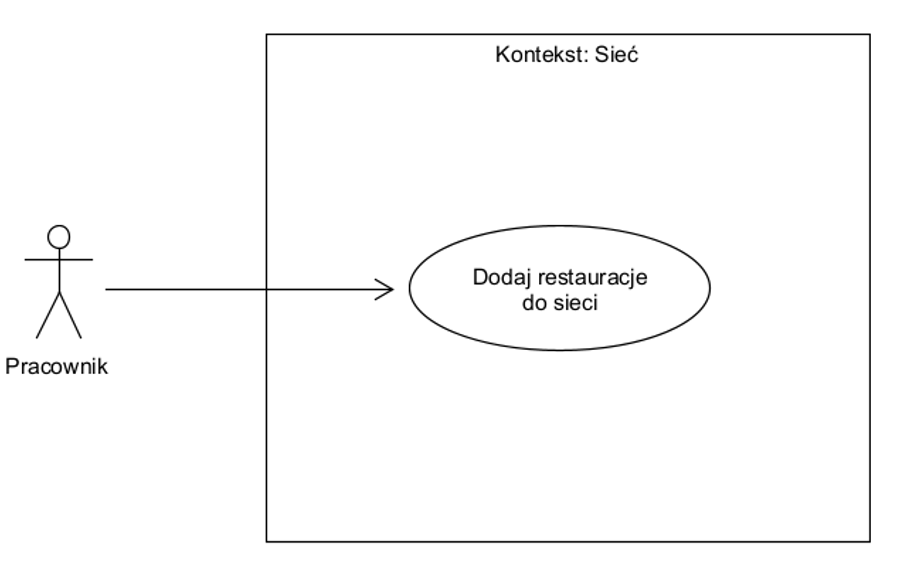 Kontekst: Sieć
Dodaj restauracje
do sieci
Pracownik